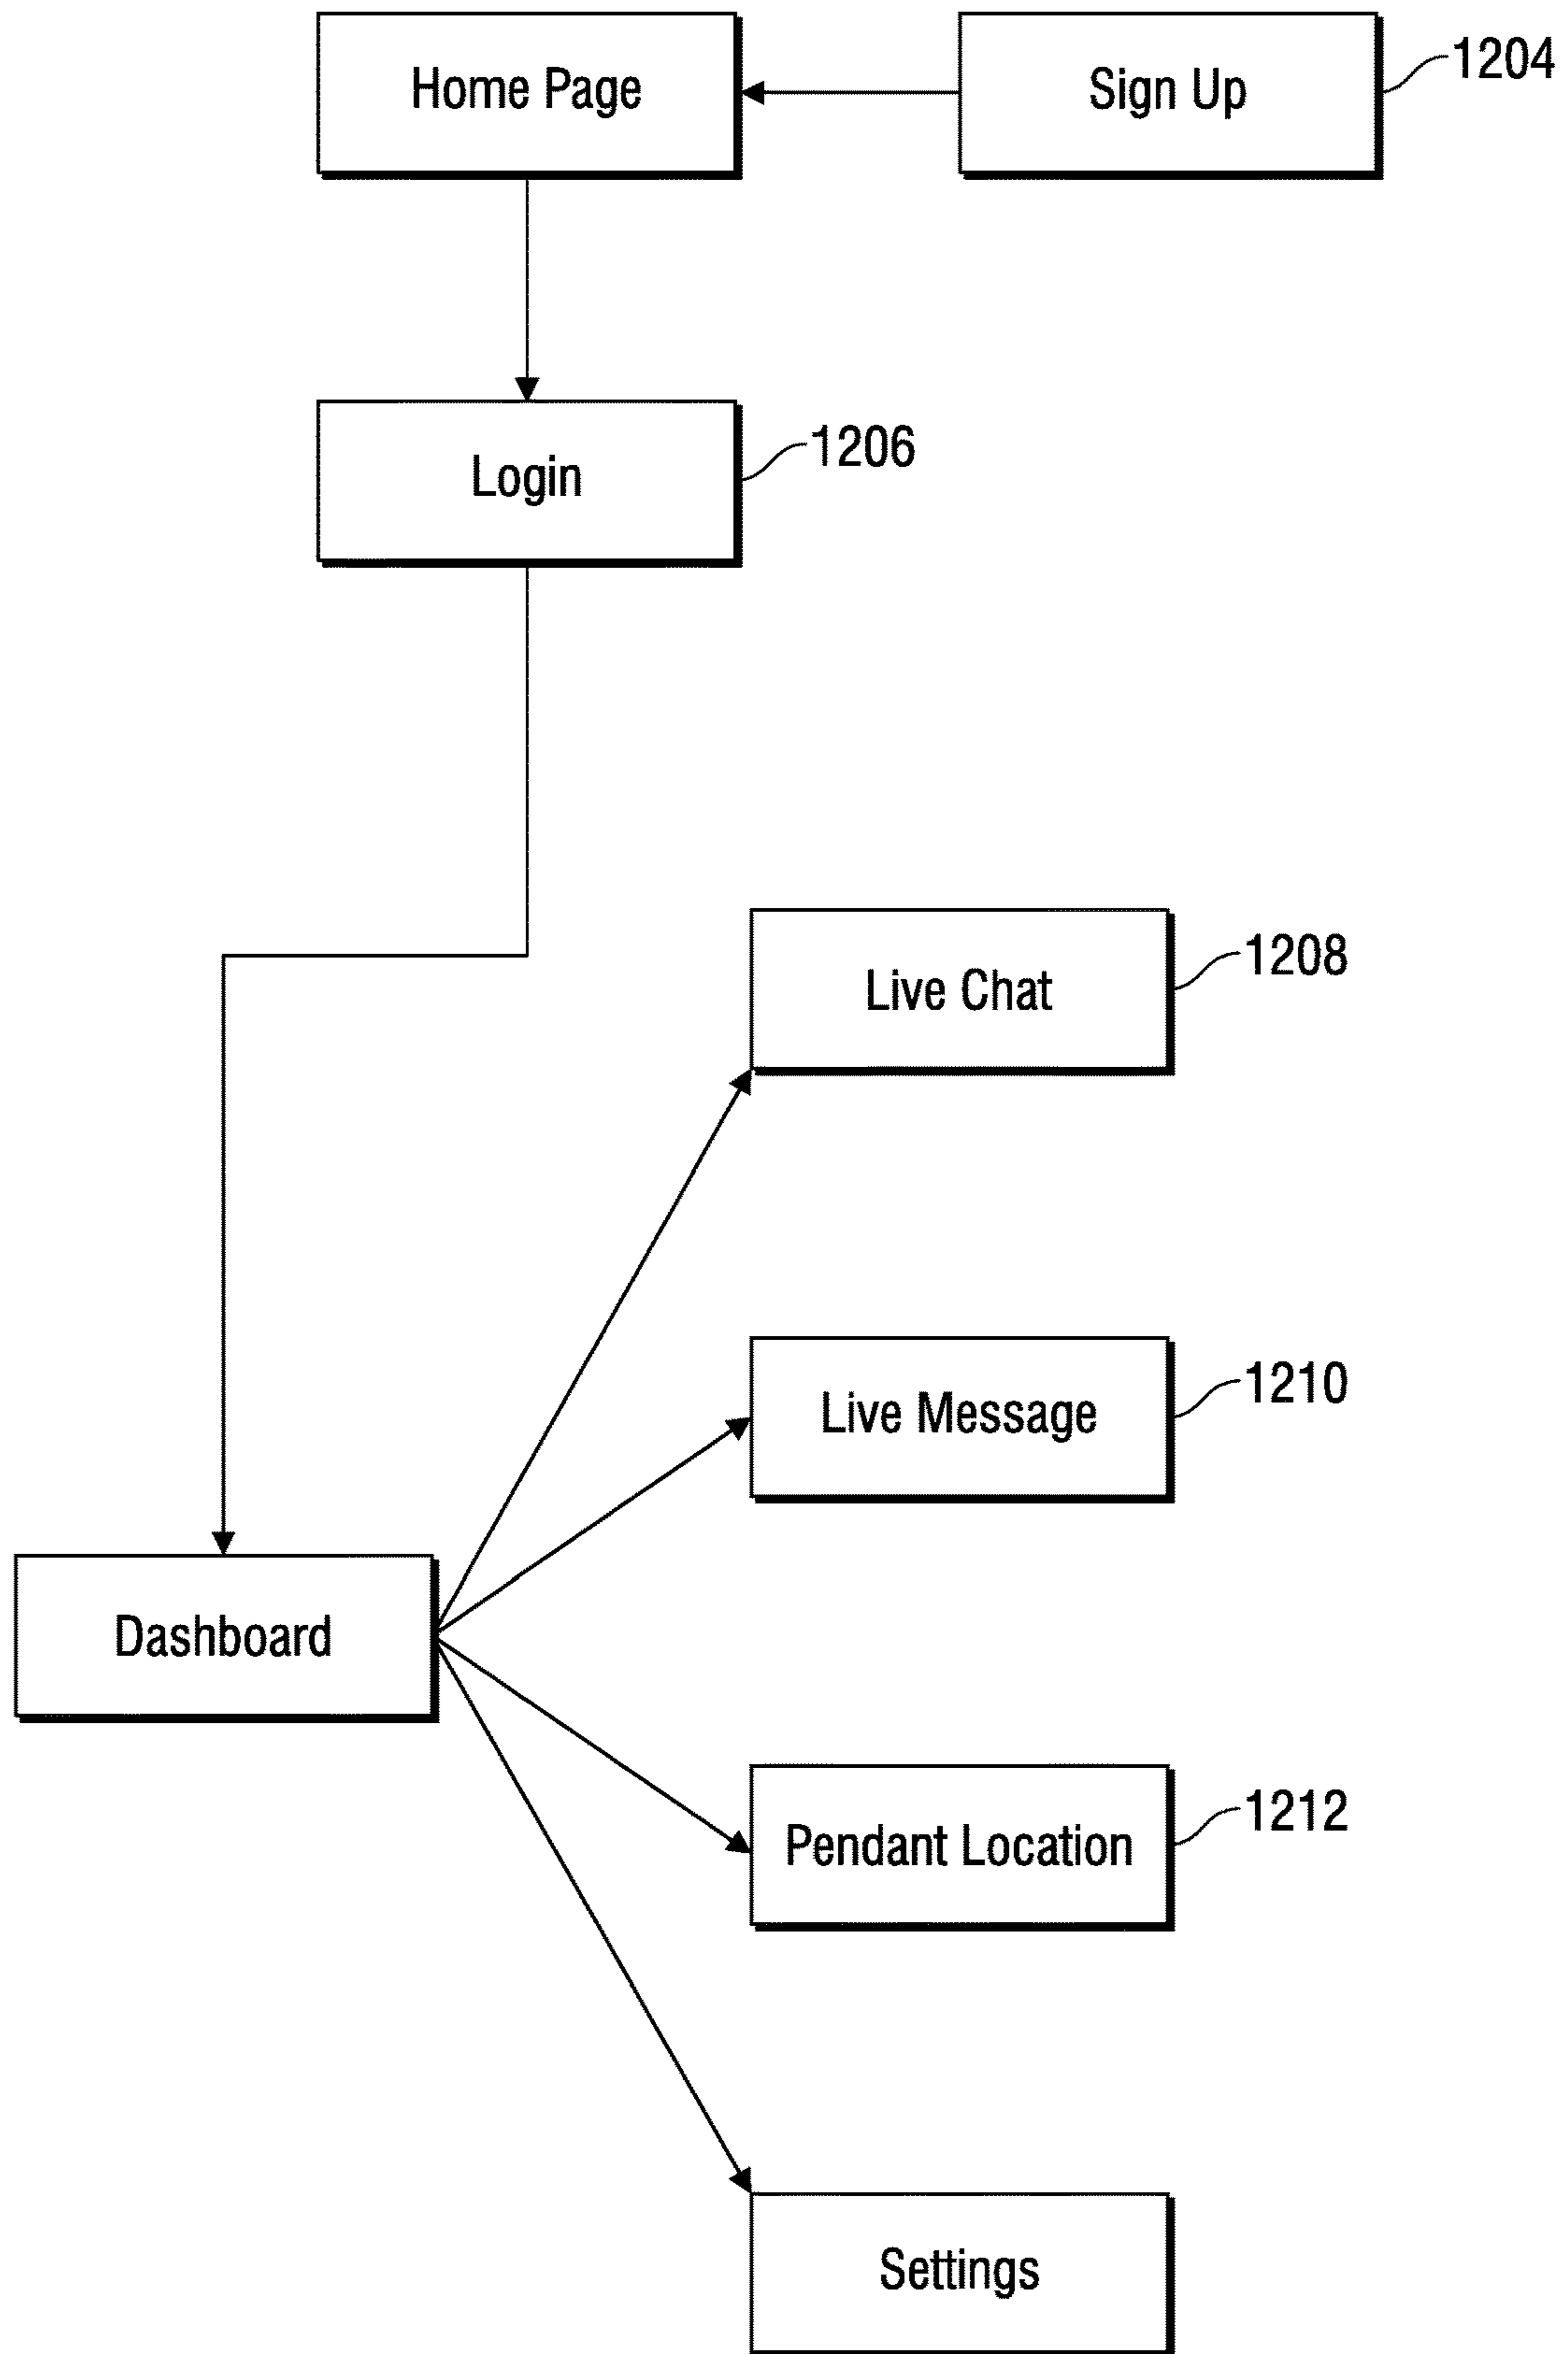 Home Page
Sign Up
1204
Login
1206
Live Chat
1208
Live Message
1210
Dashboard
Pendant Location
1212
Settings